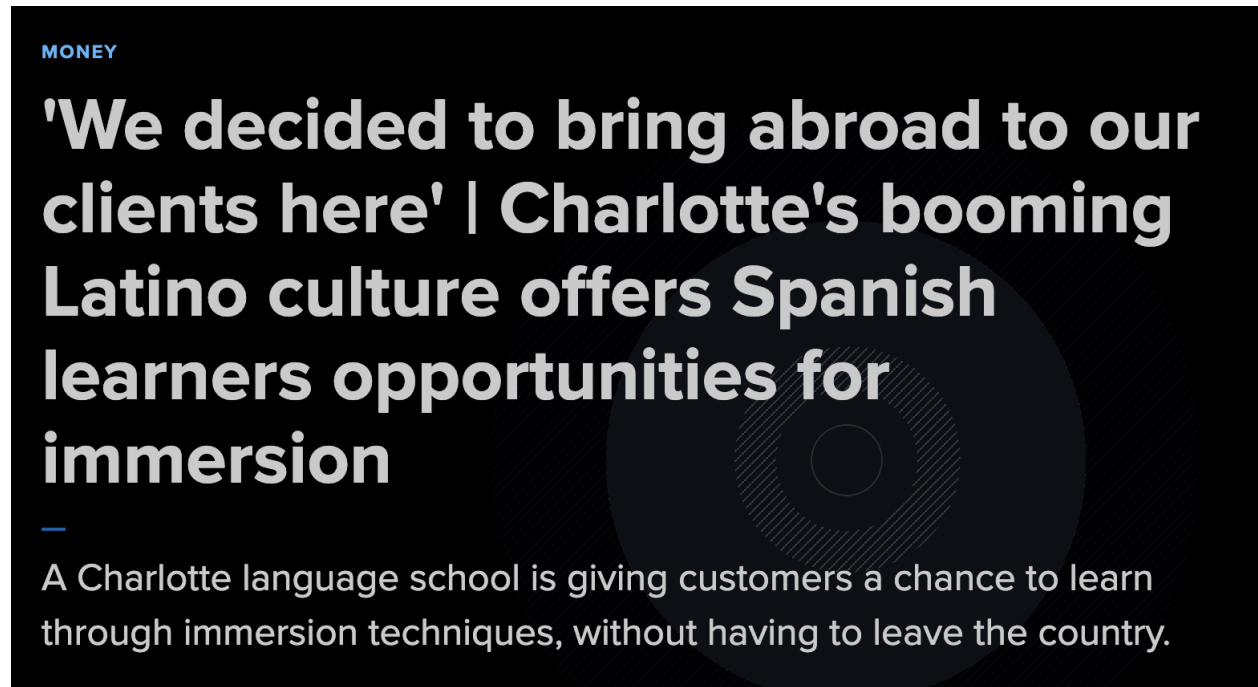 MONEY
'We decided to bring abroad to our
clients here' | Charlotte's booming
Latino culture offers Spanish
learners opportunities for
immersion
A Charlotte language school is giving customers a chance to learn
through immersion techniques, without having to leave the country.